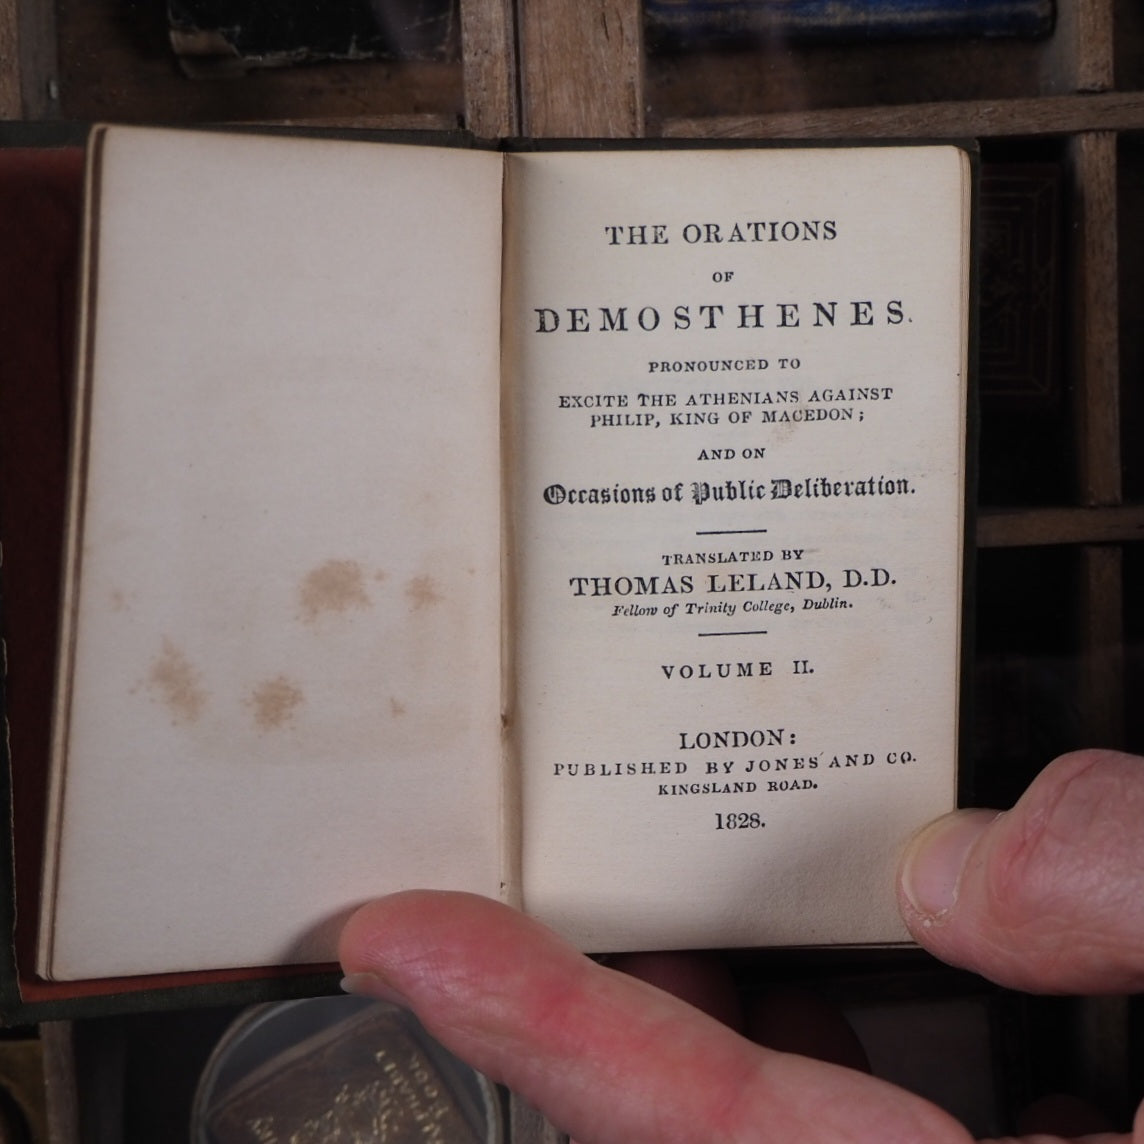 THE ORATIONS
OF
DEMOSTHENES.
PRONOUNCED TO
EXCITE THE ATHENIANS AGAINST
PHILIP, KING OF MACEDON;
AND ON
Occasions of Public Deliberation.
TRANSLATED BY
THOMAS LELAND, D.D.
Fellow of Trinity College, Dublin.
VOLUME II.
LONDON:
PUBLISHED BY JONES AND CO.
KINGSLAND ROAD.
1828.